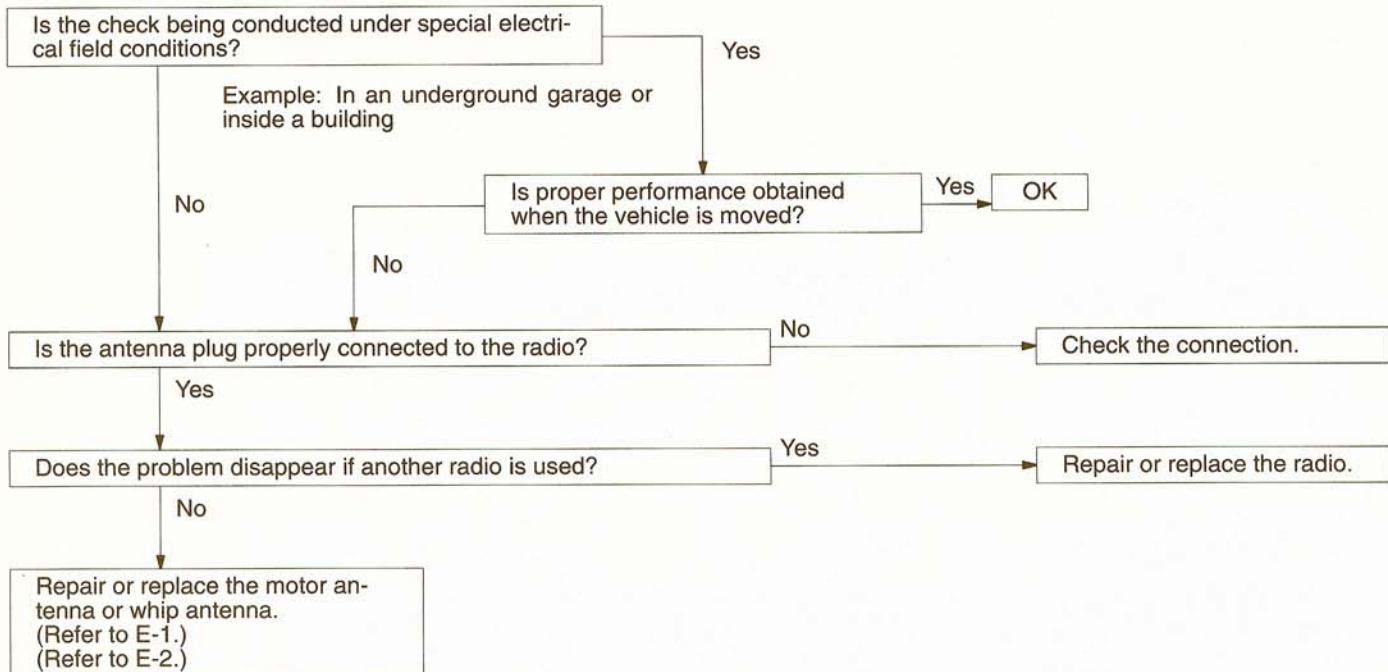 Is the check being conducted under special electri-
cal field conditions?
Yes
Example: In an underground garage or
inside a building
No
Is proper performance obtained
when the vehicle is moved?
Yes
OK
No
Is the antenna plug properly connected to the radio?
No
Check the connection.
Yes
Does the problem disappear if another radio is used?
Yes
Repair or replace the radio.
No
Repair or replace the motor an-
tenna or whip antenna.
(Refer to E-1.)
(Refer to E-2.)